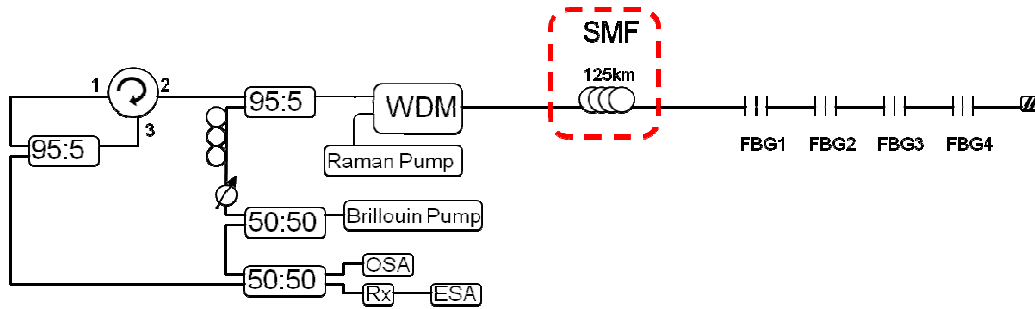 SMF
125km
1
2
3
95:5
95:5
WDM
Raman Pump
FBG1
FBG2
FBG3
FBG4
50:50
Brillouin Pump
50:50
OSA
Rx
ESA